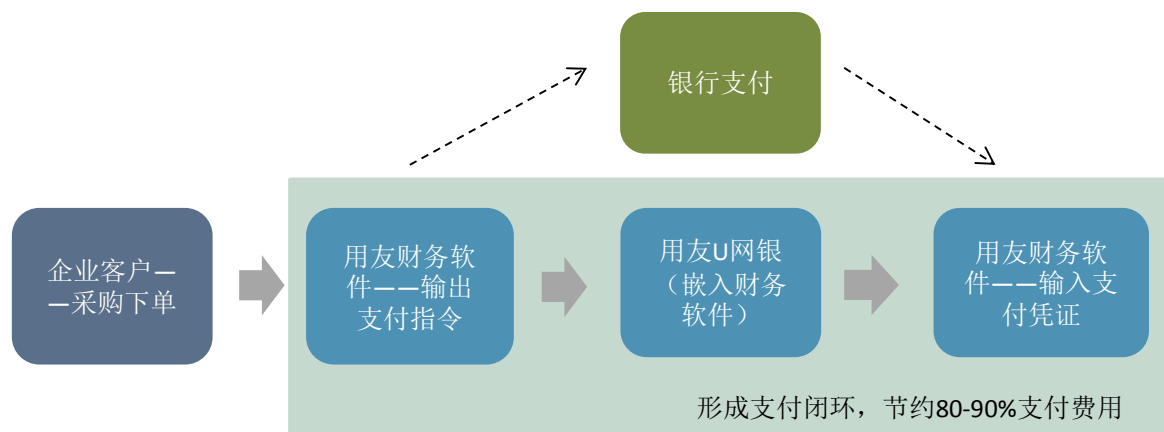 银行支付
企业客户—
—采购下单
用友财务软
件——输出
支付指令
用友U网银
（嵌入财务
软件）
用友财务软
件——输入支
付凭证
形成支付闭环，节约80-90%支付费用